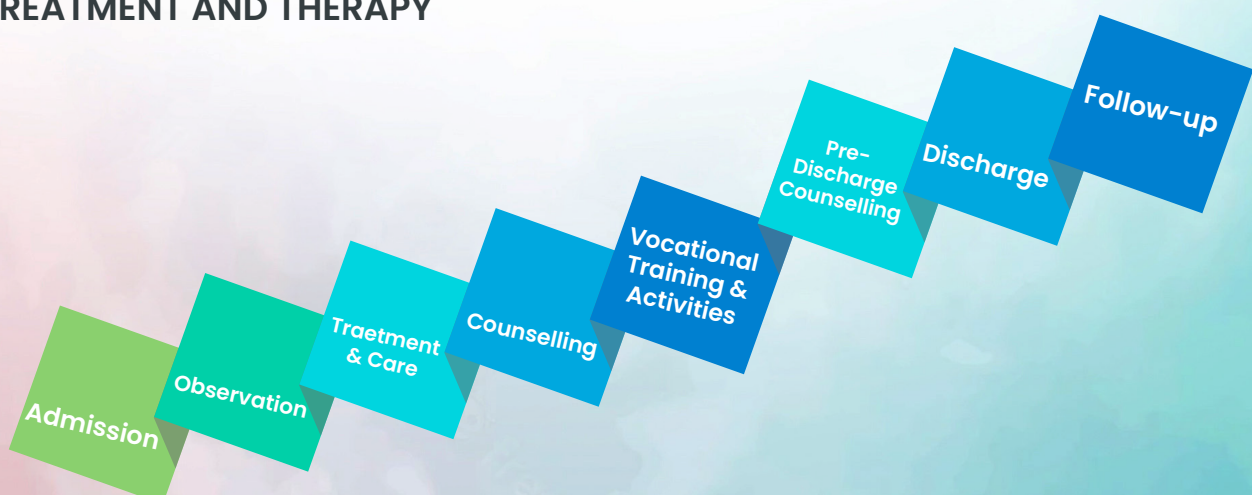 REATMENT AND THERAPY
Admission
Observation
Traetment
& Care
Counselling
Vocational
Training &
Activities
Pre-
Discharge
Counselling
Discharge
Follow-up